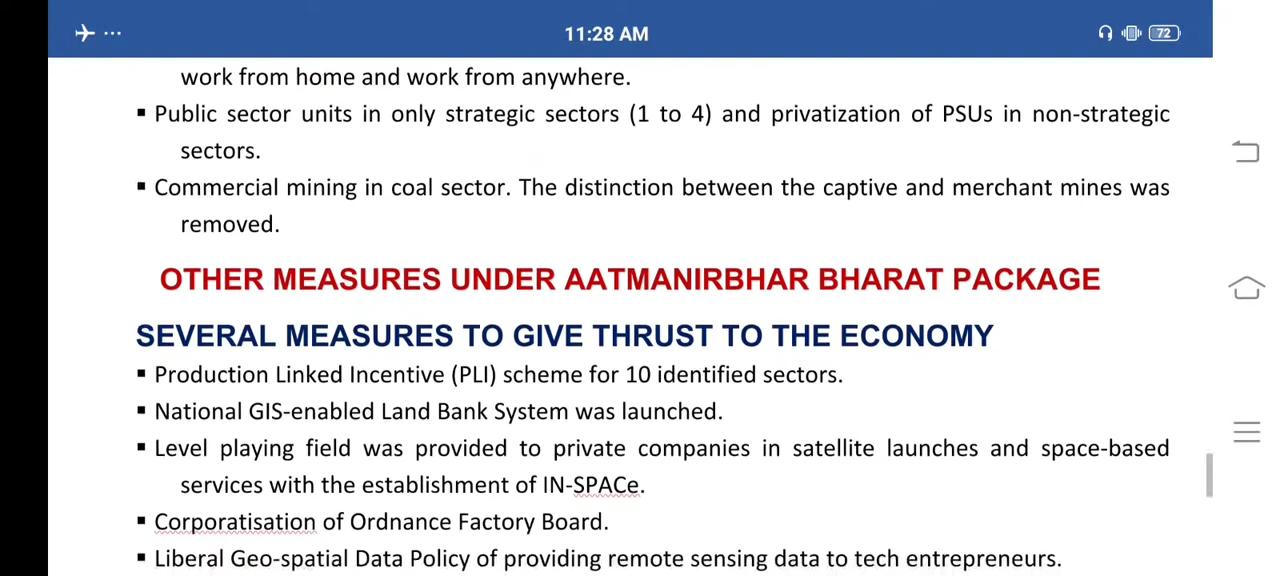 11:28 AM
72
work from home and work from anywhere.
▪ Public sector units in only strategic sectors (1 to 4) and privatization of PSUs in non-strategic
sectors.
▪ Commercial mining in coal sector. The distinction between the captive and merchant mines was
removed.
OTHER MEASURES UNDER AATMANIRBHAR BHARAT PACKAGE
SEVERAL MEASURES TO GIVE THRUST TO THE ECONOMY
▪ Production Linked Incentive (PLI) scheme for 10 identified sectors.
▪ National GIS-enabled Land Bank System was launched.
▪ Level playing field was provided to private companies in satellite launches and space-based
services with the establishment of IN-SPACe.
▪ Corporatisation of Ordnance Factory Board.
▪ Liberal Geo-spatial Data Policy of providing remote sensing data to tech entrepreneurs.